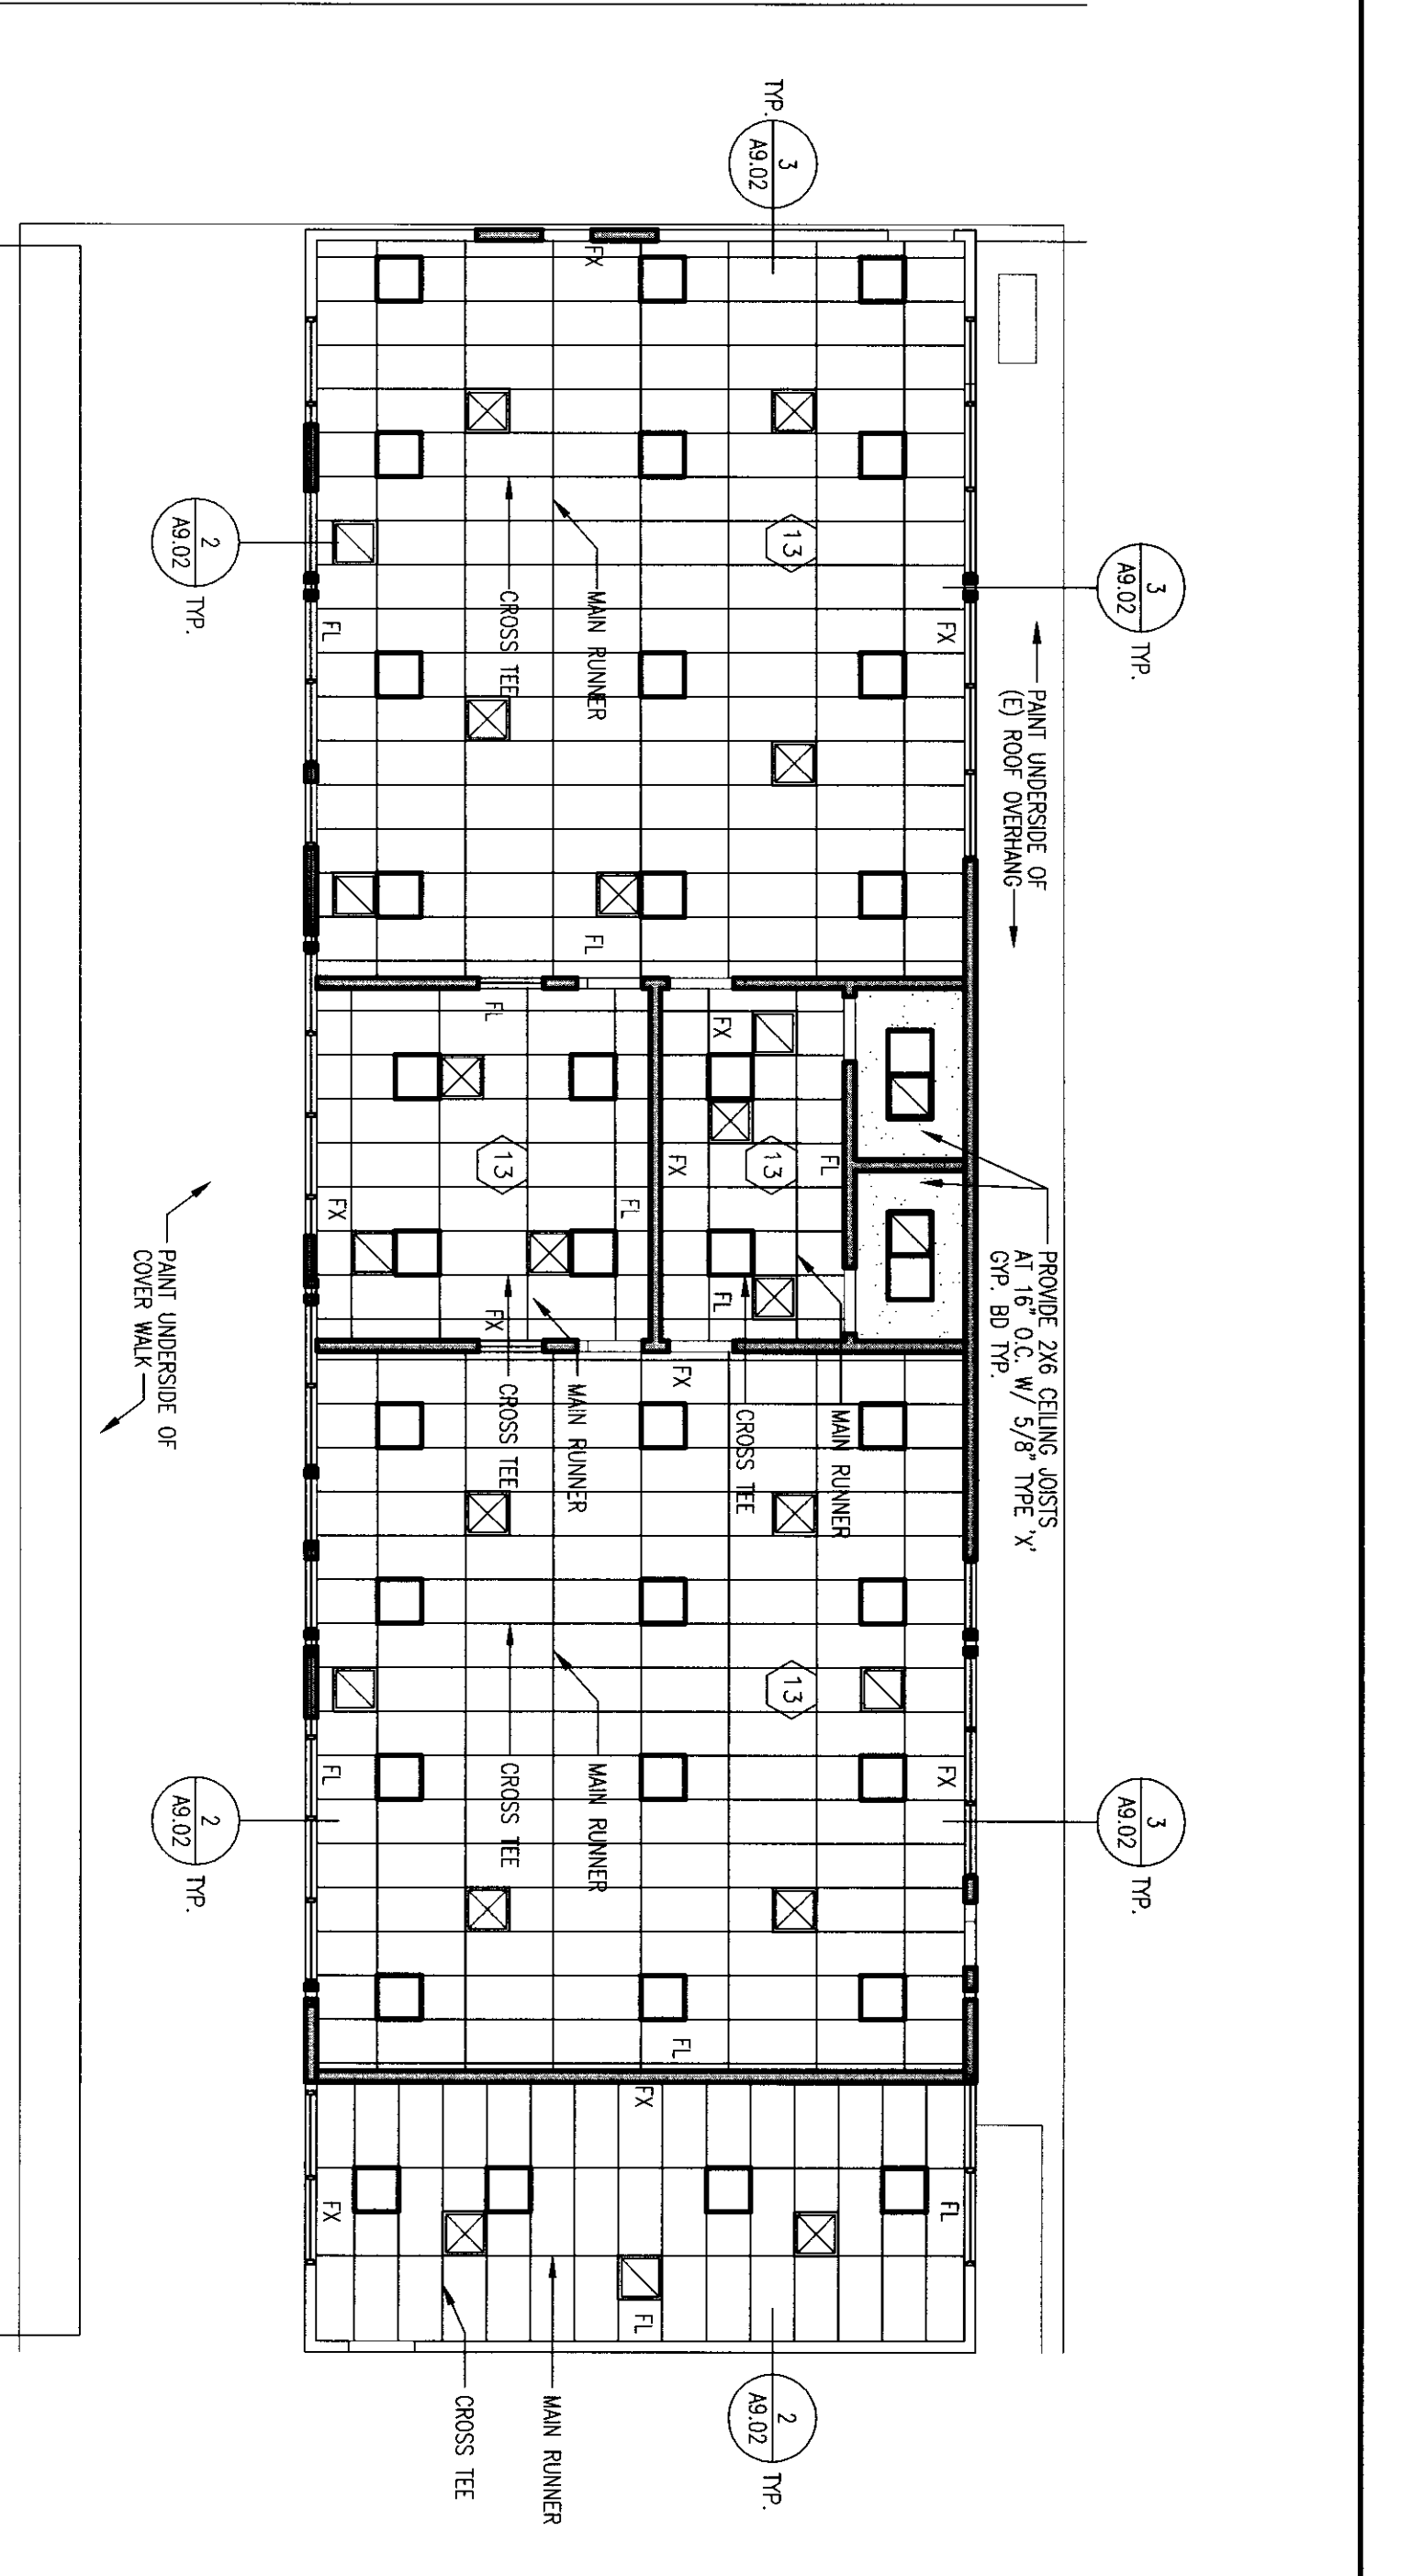 TYP.
3
A9.02
3
A9.02
TYP.
PAINT UNDERSIDE OF
(E) ROOF OVERHANG
PROVIDE 2X6 CEILING JOISTS
AT 16" O.C. W/ 5/8" TYPE 'X'
GYP. BD TYP.
3
A9.02
TYP.
FX
FX
13
MAIN RUNNER
CROSS TEE
FL
FL
2
A9.02
TYP.
FX
FL
13
FX
FL
MAIN RUNNER
CROSS TEE
FL
13
FL
FX
FX
MAIN RUNNER
CROSS TEE
FX
13
FX
MAIN RUNNER
CROSS TEE
FL
FL
2
A9.02
TYP.
FX
FL
FX
FL
MAIN RUNNER
CROSS TEE
2
A9.02
TYP.
PAINT UNDERSIDE OF
COVER WALK